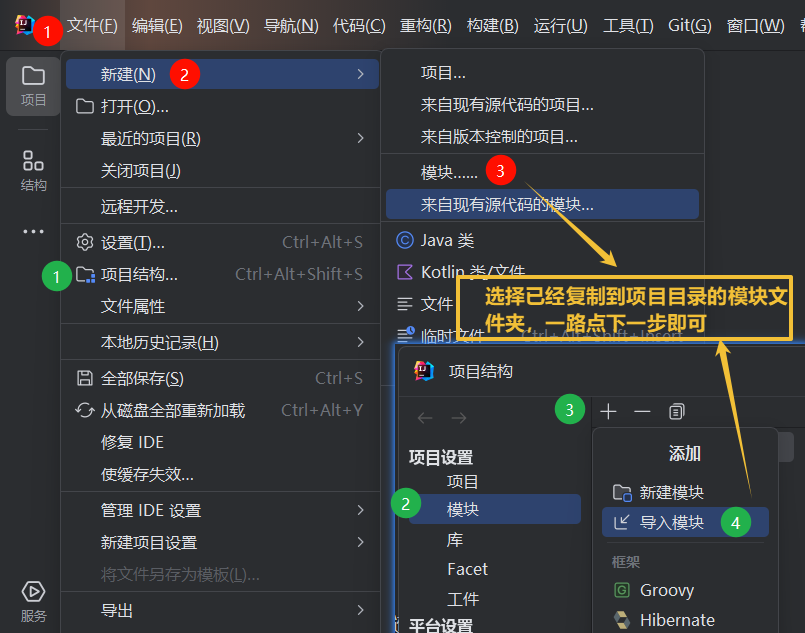 1
文件(F) 编辑(E) 视图(V) 导航(N) 代码(C) 重构(R) 构建(B) 运行(U) 工具(T) Git(G) 窗口(W)
项目
结构
服务
新建(N) 2
打开(O)...
最近的项目(R)
关闭项目(J)
远程开发...
设置(T)... Ctrl+Alt+S
1 项目结构... Ctrl+Alt+Shift+S
文件属性
本地历史记录(H)
全部保存(S) Ctrl+S
从磁盘全部重新加载 Ctrl+Alt+Y
修复 IDE
使缓存失效...
管理 IDE 设置
新建项目设置
将文件另存为模板(L)...
导出
项目...
来自现有源代码的项目...
来自版本控制的项目...
模块...... 3
来自现有源代码的模块...
Java 类
Kotlin 类/文件
文件
临时文件 Ctrl+Alt+Shift+Insert
选择已经复制到项目目录的模块文
件夹，一路点下一步即可
项目结构
3
项目设置
项目
2 模块
库
Facet
工件
平台设置
添加
新建模块
导入模块 4
框架
Groovy
Hibernate